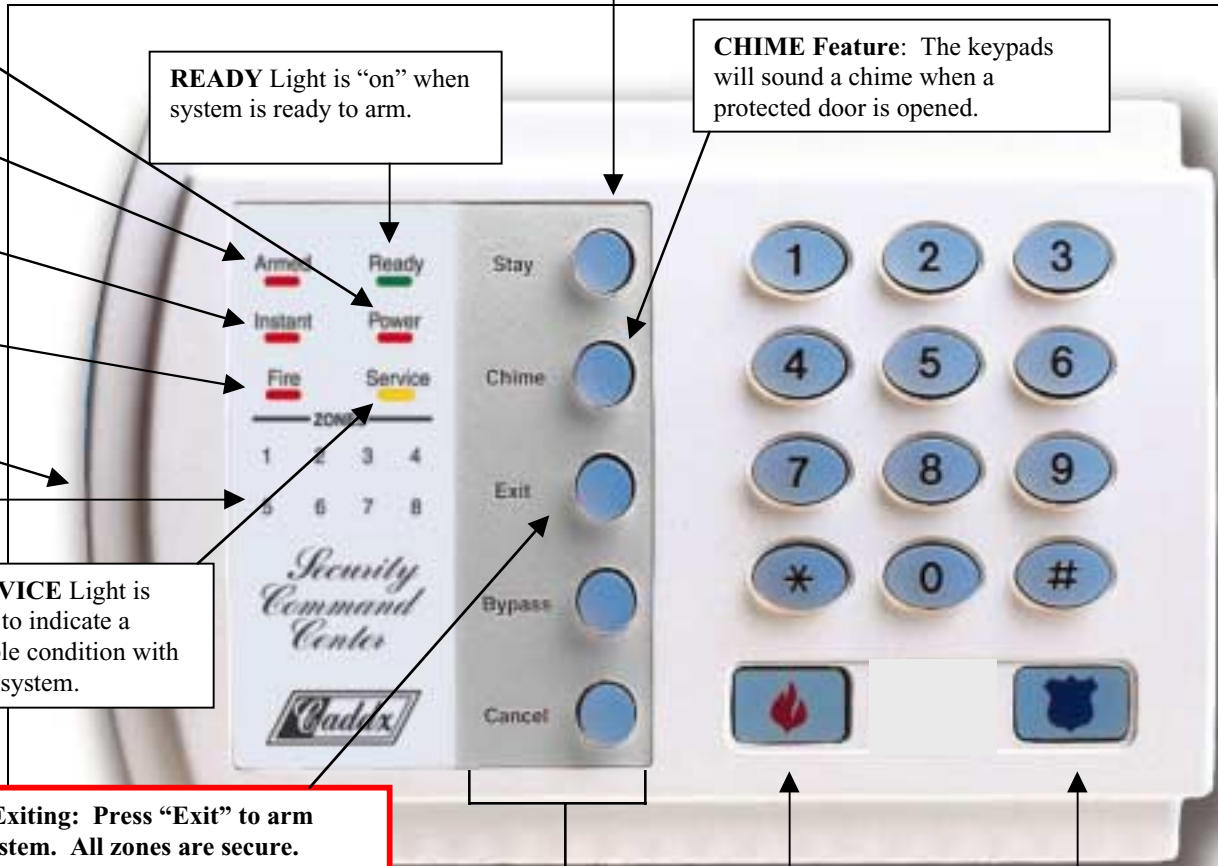 READY Light is “on” when
system is ready to arm.
CHIME Feature: The keypads
will sound a chime when a
protected door is opened.
Armed Ready
Instant Power
Fire Service
ZONES
1 2 3 4
5 6 7 8
Security
Command
Center
Caddx
Stay
Chime
Exit
Bypass
Cancel
1 2 3
4 5 6
7 8 9
* 0 #
VICE Light is
to indicate a
ble condition with
system.
Exiting: Press “Exit” to arm
stem. All zones are secure.